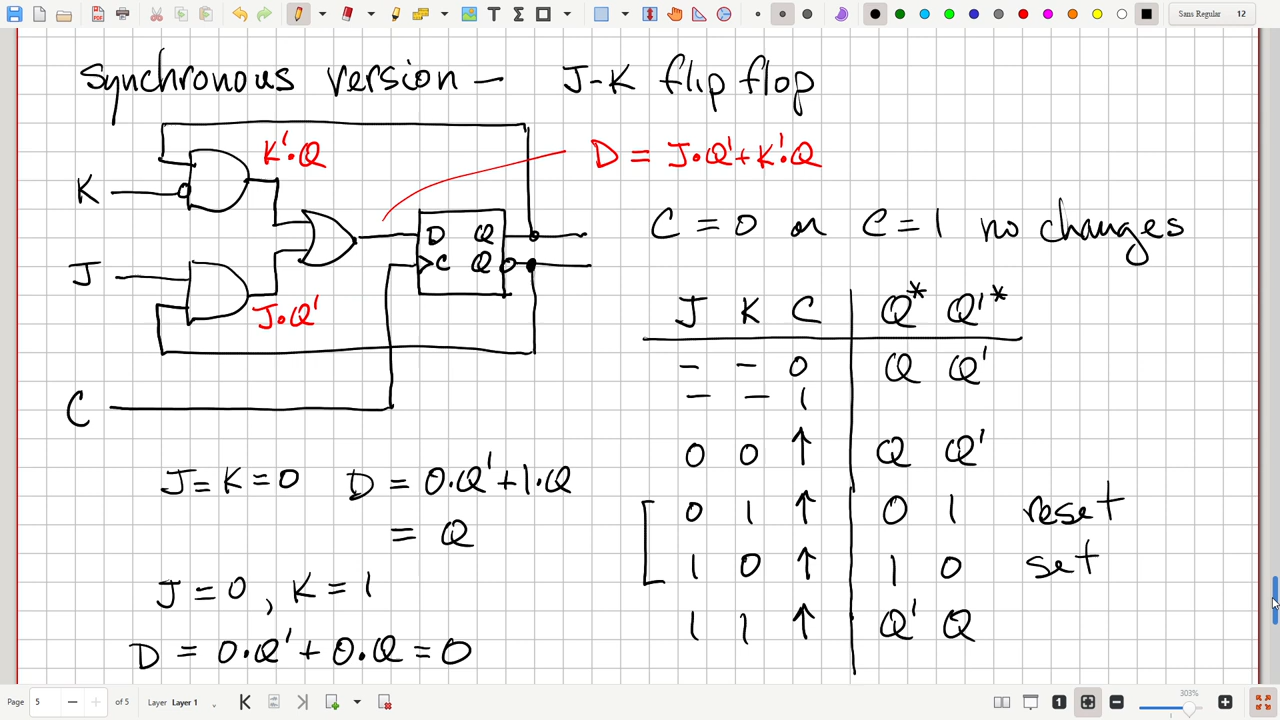 Sans Regular 12
Synchronous version – J-K flip flop
K'·Q
D = J·Q' + K'·Q
K
D Q
C = 0 or C = 1 no changes
C Q
J
J·Q'
J K C Q* Q'*
– – 0 Q Q'
– – 1
C
0 0 ↑ Q Q'
J = K = 0 D = 0·Q' + 1·Q
= Q
0 1 ↑ 0 1 reset
1 0 ↑ 1 0 set
J = 0, K = 1
1 1 ↑ Q' Q
D = 0·Q' + 0·Q = 0
Page 5 of 5 Layer Layer 1 1 303%